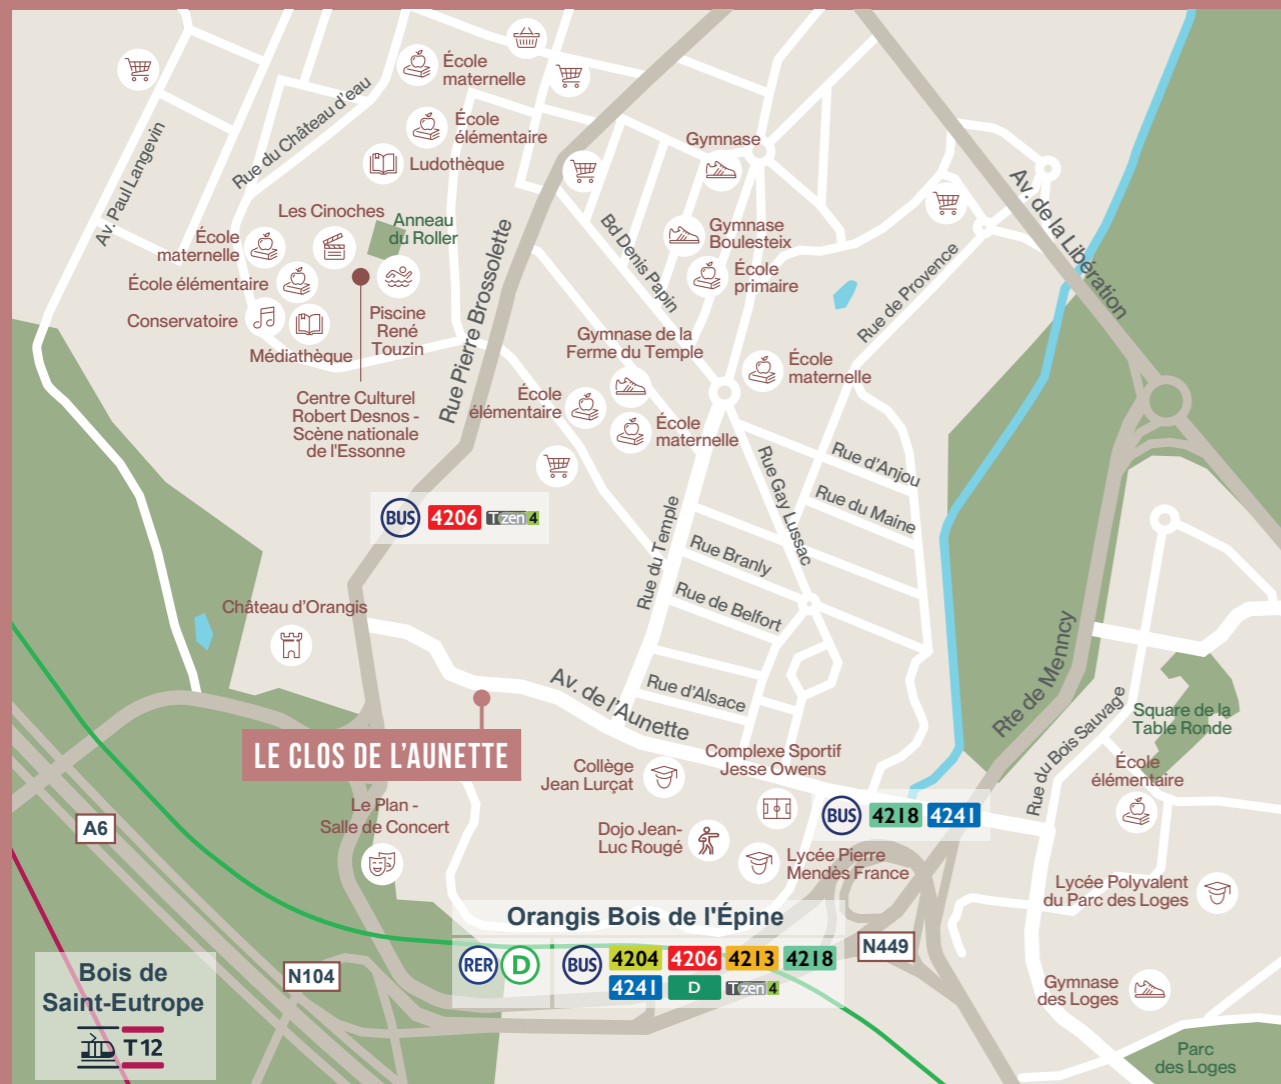 École
maternelle
École
élémentaire
Ludothèque
Rue du Château d'eau
Av. Paul Langevin
Les Cinoches
Anneau
du Roller
École
maternelle
École élémentaire
Conservatoire
Médiathèque
Piscine
René
Touzin
Centre Culturel
Robert Desnos -
Scène nationale
de l'Essonne
Rue Pierre Brossolette
Gymnase
Gymnase
Boulesteix
École
primaire
Bd Denis Papin
Av. de la Libération
Rue de Provence
Gymnase de la
Ferme du Temple
École
maternelle
École
élémentaire
École
maternelle
Rue d'Anjou
Rue du Maine
Rue Gay Lussac
Rue du Temple
Rue Branly
Rue de Belfort
Rue d'Alsace
BUS 4206 Tzen 4
Château d'Orangis
Av. de l'Aunette
LE CLOS DE L'AUNETTE
Rte de Menncy
Rue du Bois Sauvage
Square de la
Table Ronde
École
élémentaire
Collège
Jean Lurçat
Complexe Sportif
Jesse Owens
BUS 4218 4241
Le Plan -
Salle de Concert
Dojo Jean-
Luc Rougé
Lycée Pierre
Mendès France
A6
Lycée Polyvalent
du Parc des Loges
Orangis Bois de l'Épine
RER D BUS 4204 4206 4213 4218
4241 D Tzen 4
N449
N104
Bois de
Saint-Eutrope
T12
Gymnase
des Loges
Parc
des Loges